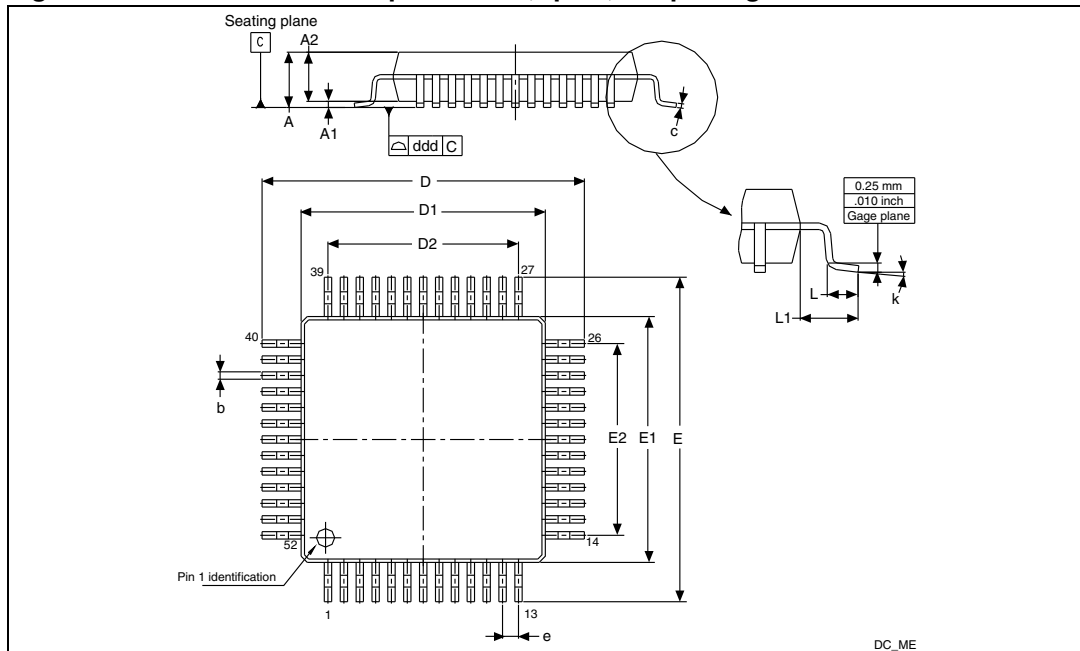 Seating plane
C
A2
A
A1
ddd C
c
D
D1
D2
0.25 mm
.010 inch
Gage plane
L
L1
k
39
27
40
26
b
E2
E1
E
52
14
Pin 1 identification
1
13
e
DC_ME